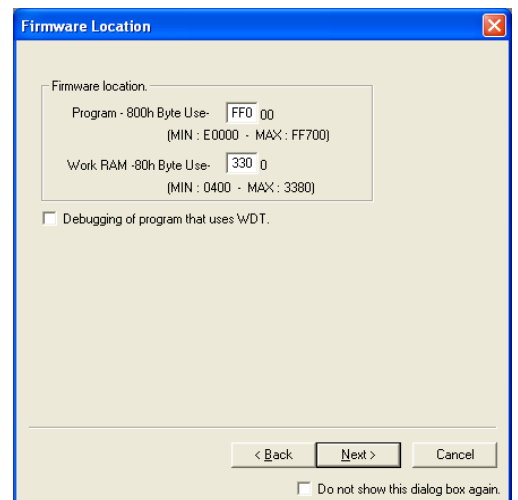 Firmware Location
Firmware location.
Program - 800h Byte Use- FF0 00
(MIN : E0000 - MAX : FF700)
Work RAM -80h Byte Use- 330 0
(MIN : 0400 - MAX : 3380)
Debugging of program that uses WDT.
< Back Next > Cancel
Do not show this dialog box again.